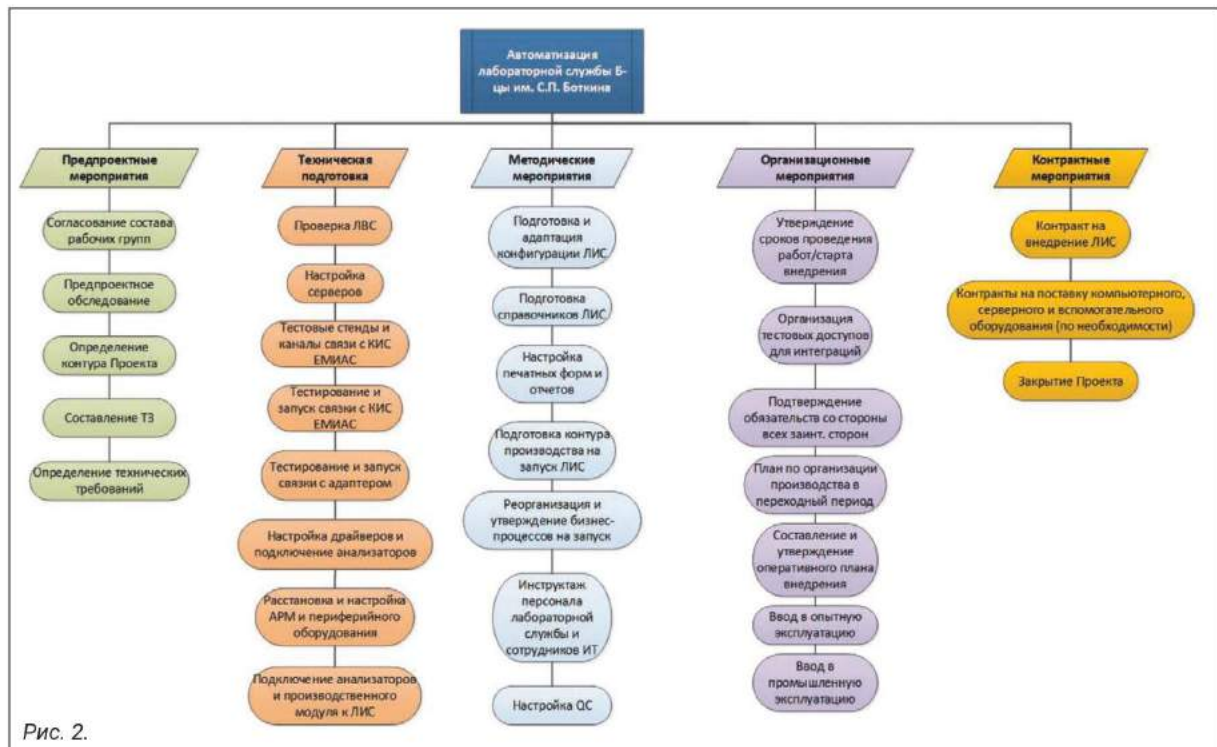 Автоматизация
лабораторной службы Б-
цы им. С.П. Боткина
Предпроектные
мероприятия
Согласование состава
рабочих групп
Предпроектное
обследование
Определение
контура Проекта
Составление ТЗ
Определение технических
требований
Техническая
подготовка
Проверка ЛВС
Настройка
серверов
Тестовые стенды и
каналы связи с КИС
ЕМИАС
Тестирование и
запуск связки с КИС
ЕМИАС
Тестирование и запуск
связки с адаптером
Настройка драйверов и
подключение анализаторов
Расстановка и настройка
АРМ и периферийного
оборудования
Подключение анализаторов
и производственного
модуля к ЛИС
Методические
мероприятия
Подготовка и
адаптация
конфигурации ЛИС
Подготовка
справочников ЛИС
Настройка
печатных форм и
отчетов
Подготовка контура
производства на
запуск ЛИС
Реорганизация и
утверждение бизнес-
процессов на запуск
Инструктаж
персонала
лабораторной
службы и
сотрудников ИТ
Настройка QC
Организационные
мероприятия
Утверждение
сроков проведения
работ/старта
внедрения
Организация
тестовых доступов
для интеграций
Подтверждение
обязательств со стороны
всех заинт. сторон
План по организации
производства в
переходный период
Составление и
утверждение
оперативного плана
внедрения
Ввод в опытную
эксплуатацию
Ввод в
промышленную
эксплуатацию
Контрактные
мероприятия
Контракт на
внедрение ЛИС
Контракты на поставку компьютерного,
серверного и вспомогательного
оборудования (по необходимости)
Закрытие Проекта
Рис. 2.